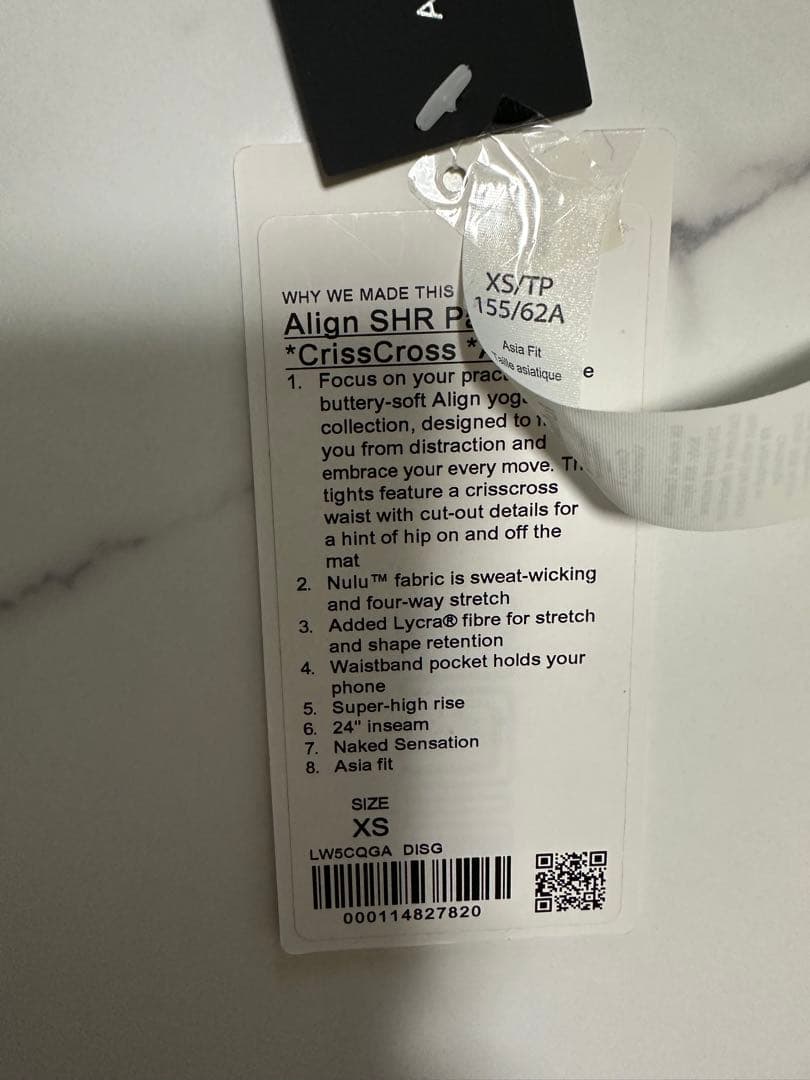 A
WHY WE MADE THIS
Align SHR
*CrissCross
XS/TP
155/62A
Asia Fit
Taille asiatique
1. Focus on your
buttery-soft Align
collection, designed to
you from distraction and
embrace your every move.
tights feature a crisscross
waist with cut-out details for
a hint of hip on and off the
mat
2. Nulu™ fabric is sweat-wicking
and four-way stretch
3. Added Lycra® fibre for stretch
and shape retention
4. Waistband pocket holds your
phone
5. Super-high rise
6. 24" inseam
7. Naked Sensation
8. Asia fit
SIZE
XS
LW5CQGA DISG
000114827820